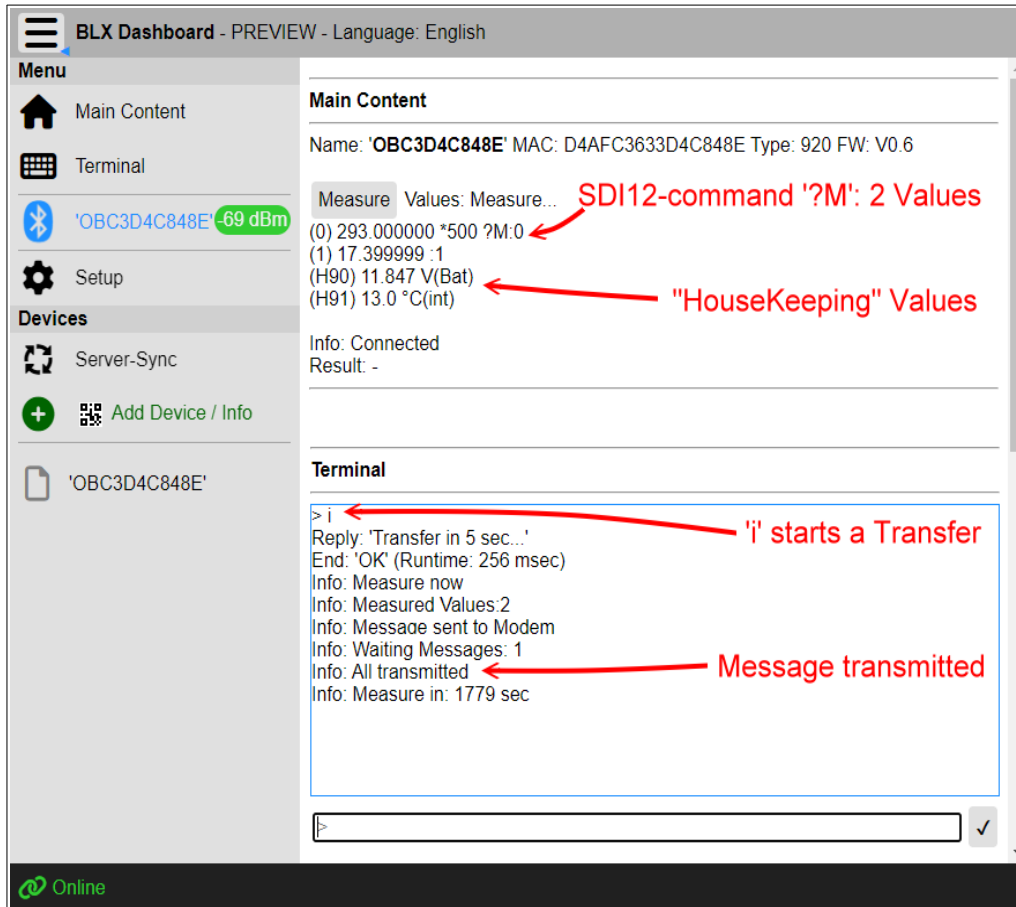 BLX Dashboard - PREVIEW - Language: English
Menu
Main Content
Terminal
'OBC3D4C848E' -69 dBm
Setup
Devices
Server-Sync
Add Device / Info
'OBC3D4C848E'
Main Content
Name: 'OBC3D4C848E' MAC: D4AFC3633D4C848E Type: 920 FW: V0.6
Measure Values: Measure...
SDI12-command '?M': 2 Values
(0) 293.000000 *500 ?M:0
(1) 17.399999 :1
(H90) 11.847 V(Bat)
(H91) 13.0 °C(int)
"HouseKeeping" Values
Info: Connected
Result: -
Terminal
> i
'i' starts a Transfer
Reply: 'Transfer in 5 sec...'
End: 'OK' (Runtime: 256 msec)
Info: Measure now
Info: Measured Values:2
Info: Message sent to Modem
Info: Waiting Messages: 1
Info: All transmitted
Message transmitted
Info: Measure in: 1779 sec
>
✓
Online